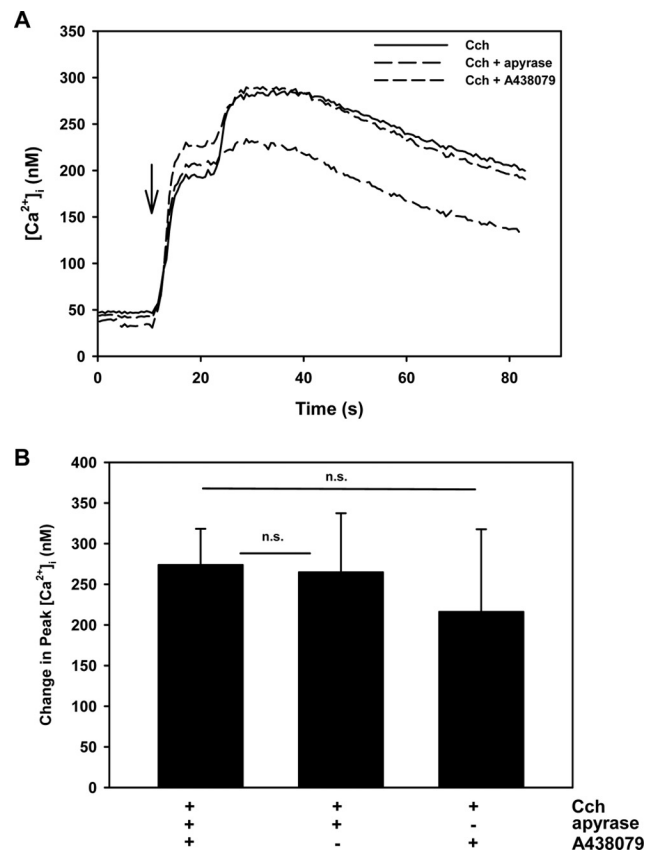 A
350
300
250
200
150
100
50
0
[Ca2+]i (nM)
Cch
Cch + apyrase
Cch + A438079
0 20 40 60 80
Time (s)
B
400
350
300
250
200
150
100
50
0
Change in Peak [Ca2+]i (nM)
n.s.
n.s.
+ + + Cch
+ + - apyrase
+ - + A438079